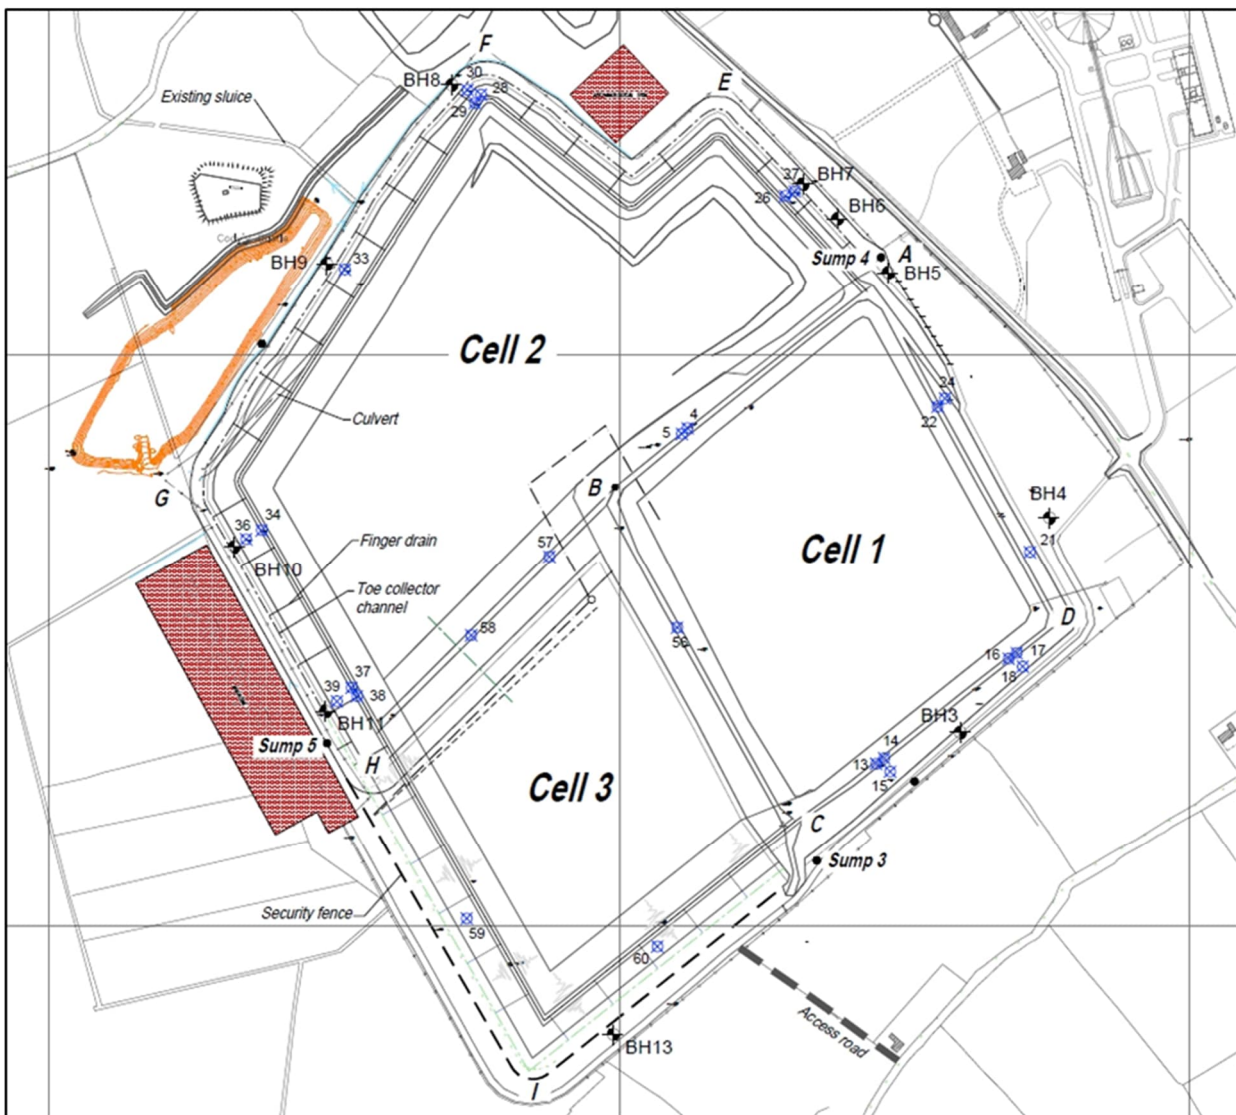 F
30
BH8
28
29
E
Existing sluice
37
BH7
26
BH6
Sump 4
A
BH5
BH9
33
Cell 2
24
22
Culvert
4
5
G
B
BH4
34
36
21
Finger drain
57
Cell 1
BH10
Toe collector
channel
58
56
D
17
16
18
37
39
38
BH11
BH3
Sump 5
14
H
13
15
Cell 3
C
Sump 3
Security fence
59
60
Access road
BH13
I